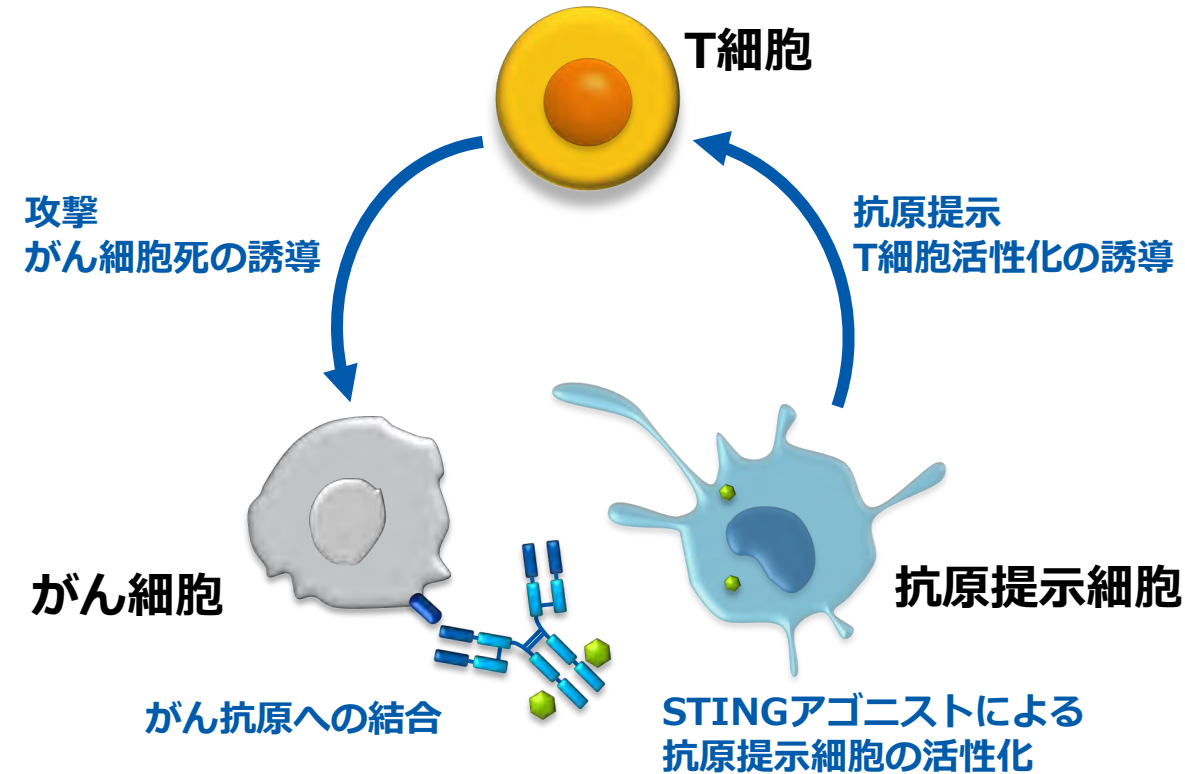 T細胞
攻撃
がん細胞死の誘導
抗原提示
T細胞活性化の誘導
がん細胞
抗原提示細胞
がん抗原への結合
STINGアゴニストによる
抗原提示細胞の活性化